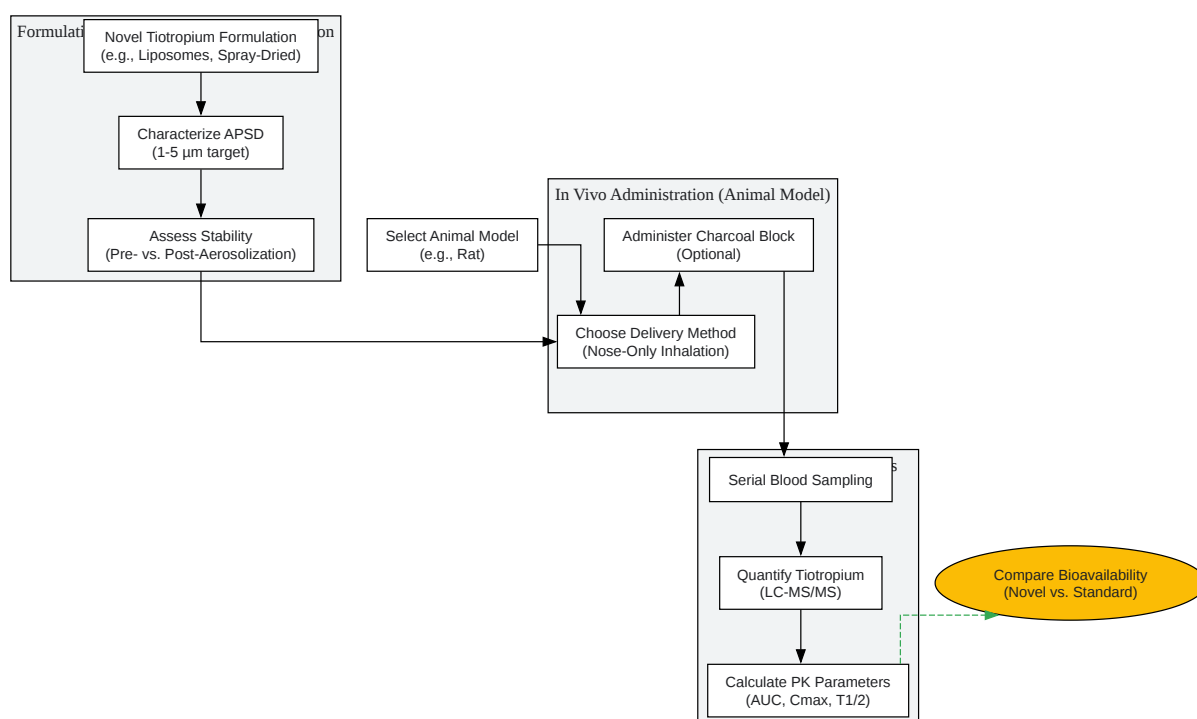 Novel Tiotropium Formulation
(e.g., Liposomes, Spray-Dried)
Characterize APSD
(1-5 µm target)
Assess Stability
(Pre- vs. Post-Aerosolization)
In Vivo Administration (Animal Model)
Select Animal Model
(e.g., Rat)
Administer Charcoal Block
(Optional)
Choose Delivery Method
(Nose-Only Inhalation)
Serial Blood Sampling
Quantify Tiotropium
(LC-MS/MS)
Calculate PK Parameters
(AUC, Cmax, T1/2)
Compare Bioavailability
(Novel vs. Standard)